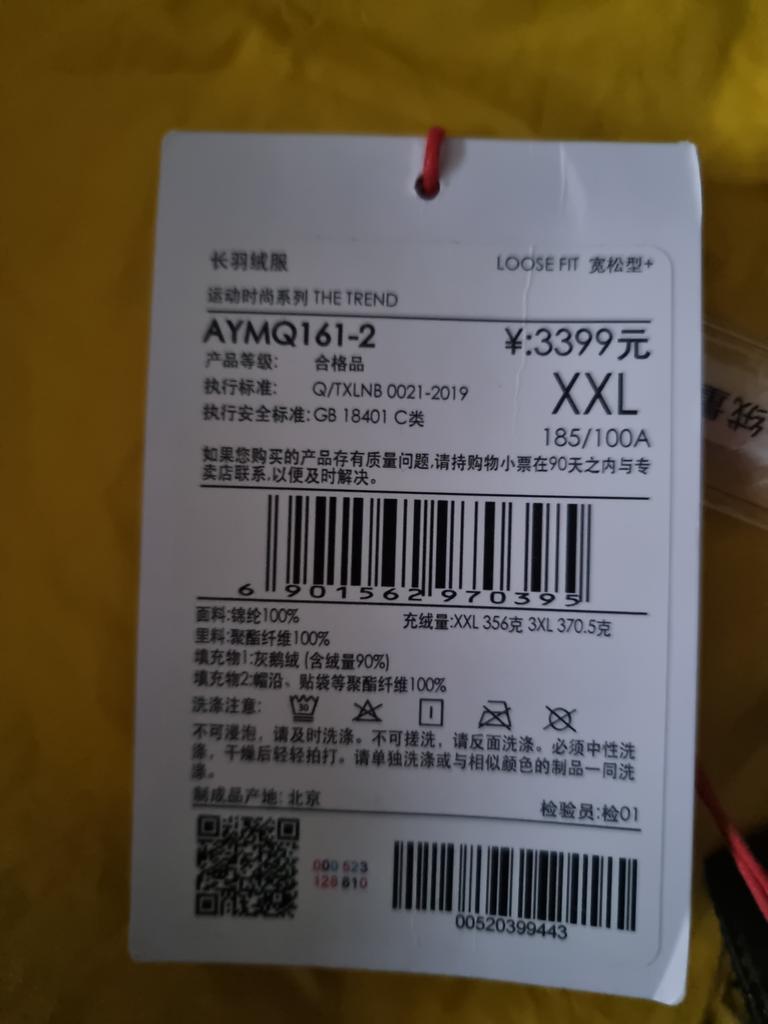 长羽绒服
LOOSE FIT 宽松型+
运动时尚系列 THE TREND
AYMQ161-2
¥:3399元
产品等级: 合格品
执行标准: Q/TXLNB 0021-2019
XXL
执行安全标准: GB 18401 C类
185/100A
如果您购买的产品存有质量问题,请持购物小票在90天之内与专
卖店联系,以便及时解决。
6 901562 970395
面料:锦纶100%
充绒量:XXL 356克 3XL 370.5克
里料:聚酯纤维100%
填充物1:灰鹅绒 (含绒量90%)
填充物2:帽沿、贴袋等聚酯纤维100%
洗涤注意: 30
不可浸泡，请及时洗涤。不可搓洗，请反面洗涤。必须中性洗
涤，干燥后轻轻拍打。请单独洗涤或与相似颜色的制品一同洗
涤。
制成品产地: 北京
检验员:检01
000 523
128 810
00520399443
绒量